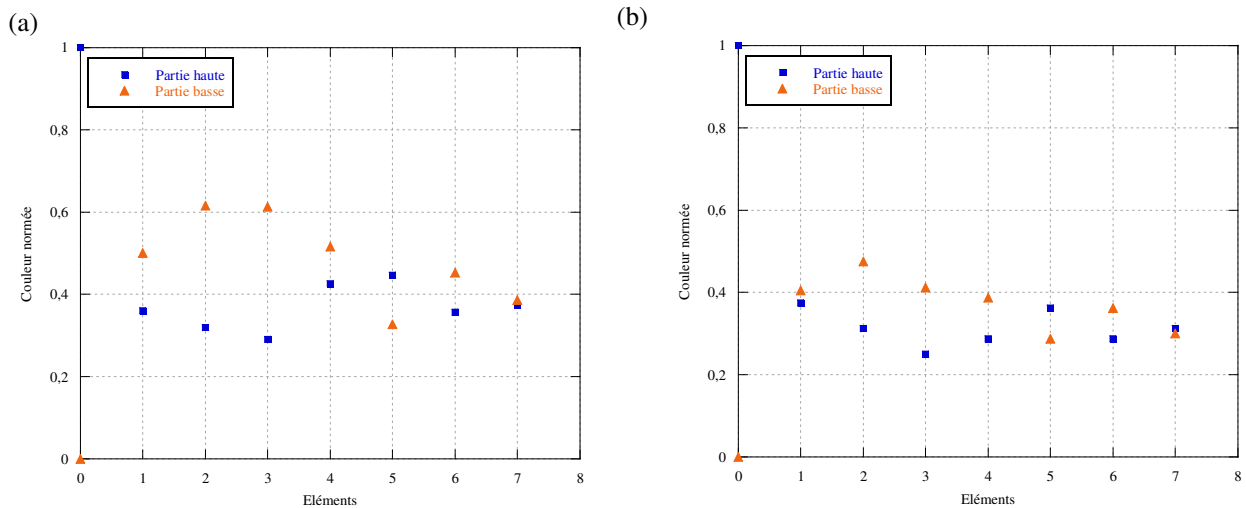 (a)
1
0,8
0,6
0,4
0,2
0
Couleur normée
Partie haute
Partie basse
0 1 2 3 4 5 6 7 8
Eléments
(b)
1
0,8
0,6
0,4
0,2
0
Couleur normée
Partie haute
Partie basse
0 1 2 3 4 5 6 7 8
Eléments